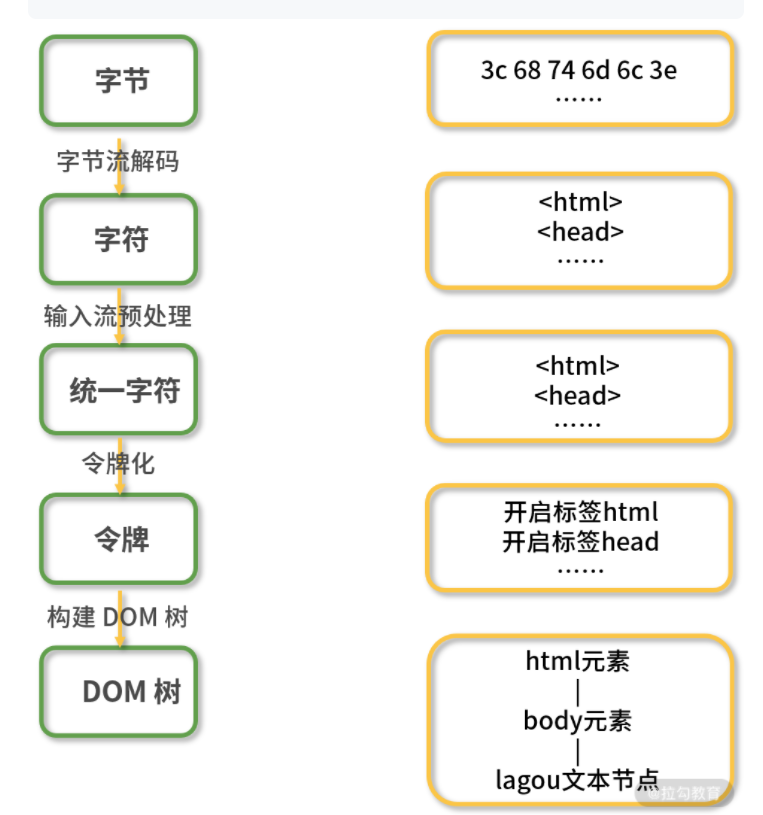 字节
3c 68 74 6d 6c 3e
……
字节流解码
字符
<html>
<head>
……
输入流预处理
统一字符
<html>
<head>
……
令牌化
令牌
开启标签html
开启标签head
……
构建 DOM 树
DOM 树
html元素
|
body元素
|
lagou文本节点
@拉勾教育